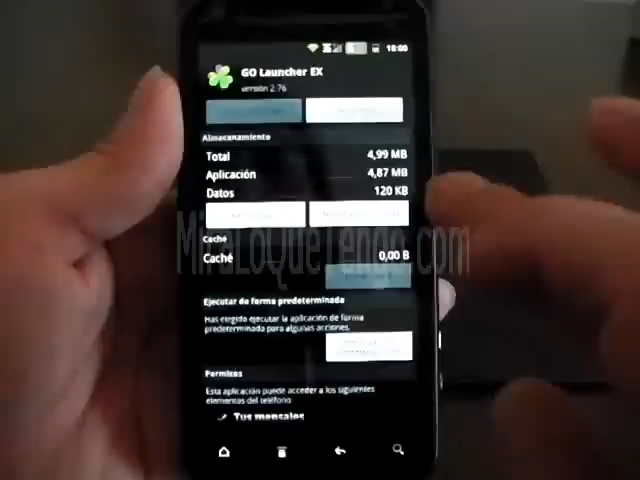 18:00
GO Launcher EX
versión 2.76
Almacenamiento
Total 4,99 MB
Aplicación 4,87 MB
Datos 120 KB
MiraLoQueTengo.com
Caché
Caché 0,00 B
Ejecutar de forma predeterminada
Has elegido ejecutar la aplicación de forma
predeterminada para algunas acciones.
Permisos
Esta aplicación puede acceder a los siguientes
elementos del teléfono
Tus mensajes